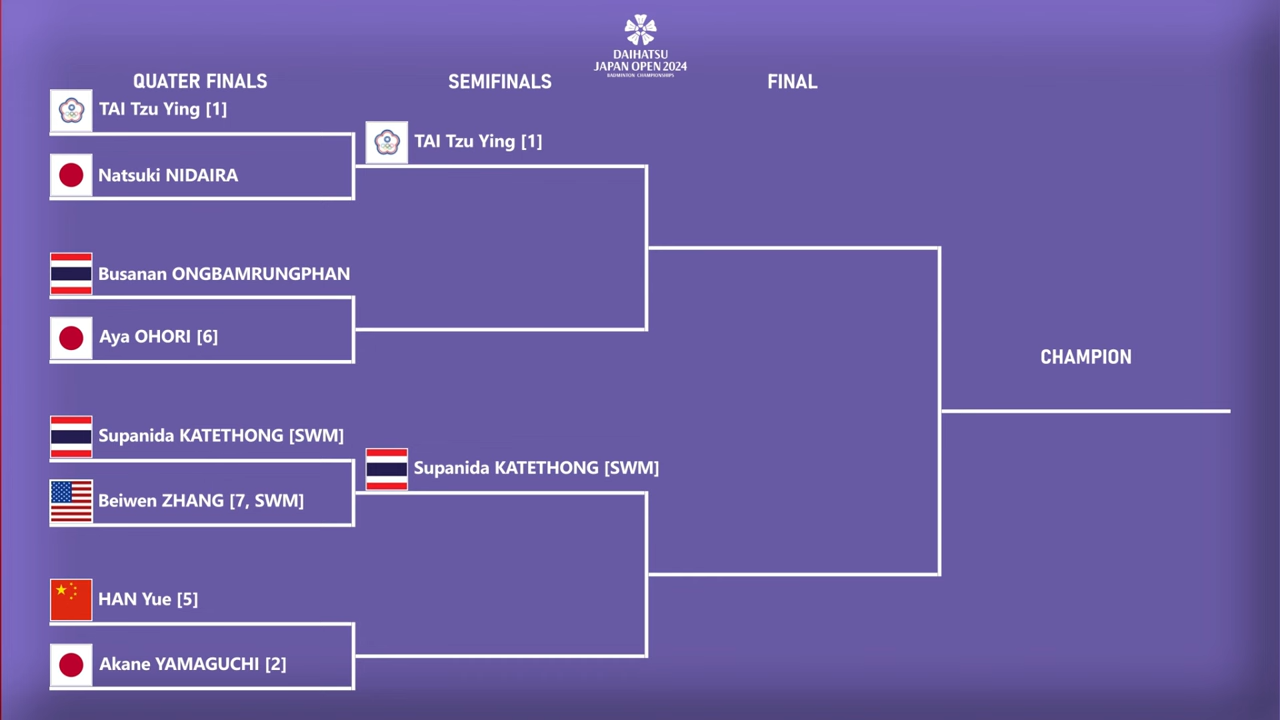 DAIHATSU
JAPAN OPEN 2024
BADMINTON CHAMPIONSHIPS
QUATER FINALS
SEMIFINALS
FINAL
TAI Tzu Ying [1]
Natsuki NIDAIRA
TAI Tzu Ying [1]
Busanan ONGBAMRUNGPHAN
Aya OHORI [6]
CHAMPION
Supanida KATETHONG [SWM]
Beiwen ZHANG [7, SWM]
Supanida KATETHONG [SWM]
HAN Yue [5]
Akane YAMAGUCHI [2]